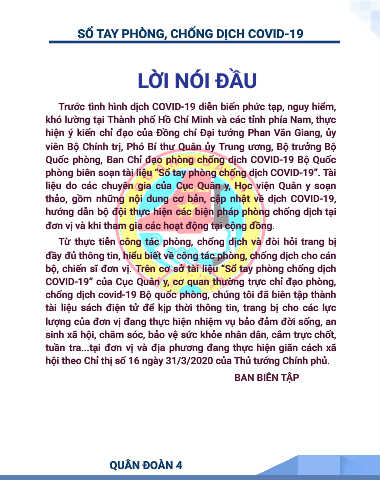 SỔ TAY PHÒNG, CHỐNG DỊCH COVID-19
LỜI NÓI ĐẦU
Trước tình hình dịch COVID-19 diễn biến phức tạp, nguy hiểm,
khó lường tại Thành phố Hồ Chí Minh và các tỉnh phía Nam, thực
hiện ý kiến chỉ đạo của Đồng chí Đại tướng Phan Văn Giang, ủy
viên Bộ Chính trị, Phó Bí thư Quân ủy Trung ương, Bộ trưởng Bộ
Quốc phòng, Ban Chỉ đạo phòng chống dịch COVID-19 Bộ Quốc
phòng biên soạn tài liệu “Sổ tay phòng chống dịch COVID-19”. Tài
liệu do các chuyên gia của Cục Quân y, Học viện Quân y soạn
thảo, gồm những nội dung cơ bản, cập nhật về dịch COVID-19,
hướng dẫn bộ đội thực hiện các biện pháp phòng chống dịch tại
đơn vị và khi tham gia các hoạt động tại cộng đồng.
Từ thực tiễn công tác phòng, chống dịch và đòi hỏi trang bị
đầy đủ thông tin, hiểu biết về công tác phòng, chống dịch cho cán
bộ, chiến sĩ đơn vị. Trên cơ sở tài liệu “Sổ tay phòng chống dịch
COVID-19” của Cục Quân y, cơ quan thường trực chỉ đạo phòng,
chống dịch covid-19 Bộ quốc phòng, chúng tôi đã biên tập thành
tài liệu sách điện tử để kịp thời thông tin, trang bị cho các lực
lượng của đơn vị đang thực hiện nhiệm vụ bảo đảm đời sống, an
sinh xã hội, chăm sóc, bảo vệ sức khỏe nhân dân, cắm trực chốt,
tuần tra...tại đơn vị và địa phương đang thực hiện giãn cách xã
hội theo Chỉ thị số 16 ngày 31/3/2020 của Thủ tướng Chính phủ.
BAN BIÊN TẬP
QUÂN ĐOÀN 4